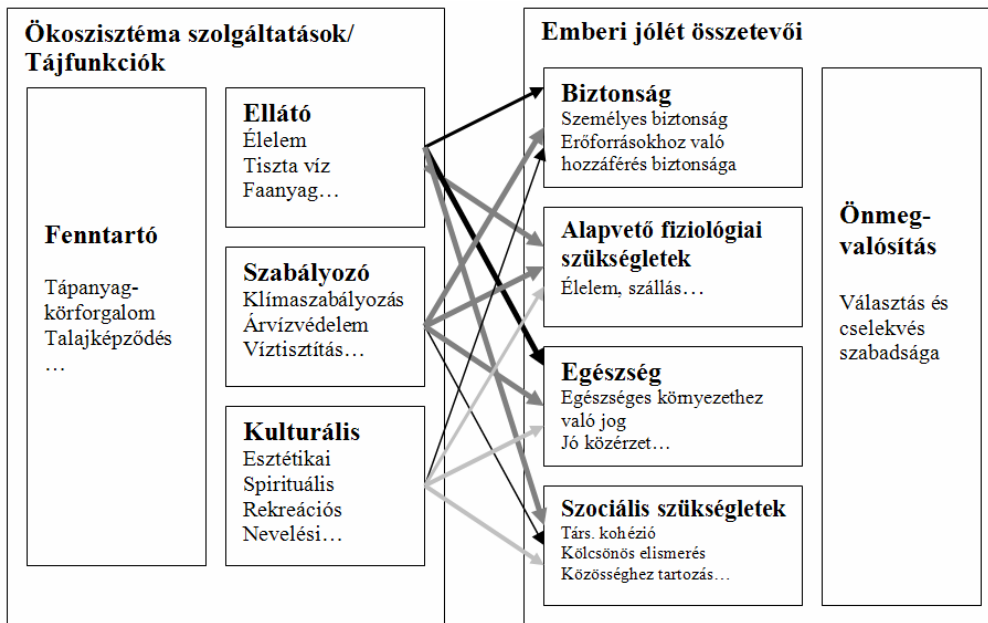 Ökoszisztéma szolgáltatások/
Tájfunkciók
Fenntartó
Tápanyag-
körforgalom
Talajképződés
…
Ellátó
Élelem
Tiszta víz
Faanyag…
Szabályozó
Klímaszabályozás
Árvízvédelem
Víztisztítás…
Kulturális
Esztétikai
Spirituális
Rekreációs
Nevelési…
Emberi jólét összetevői
Biztonság
Személyes biztonság
Erőforrásokhoz való
hozzáférés biztonsága
Alapvető fiziológiai
szükségletek
Élelem, szállás…
Egészség
Egészséges környezethez
való jog
Jó közérzet…
Szociális szükségletek
Társ. kohézió
Kölcsönös elismerés
Közösséghez tartozás…
Önmeg-
valósítás
Választás és
cselekvés
szabadsága